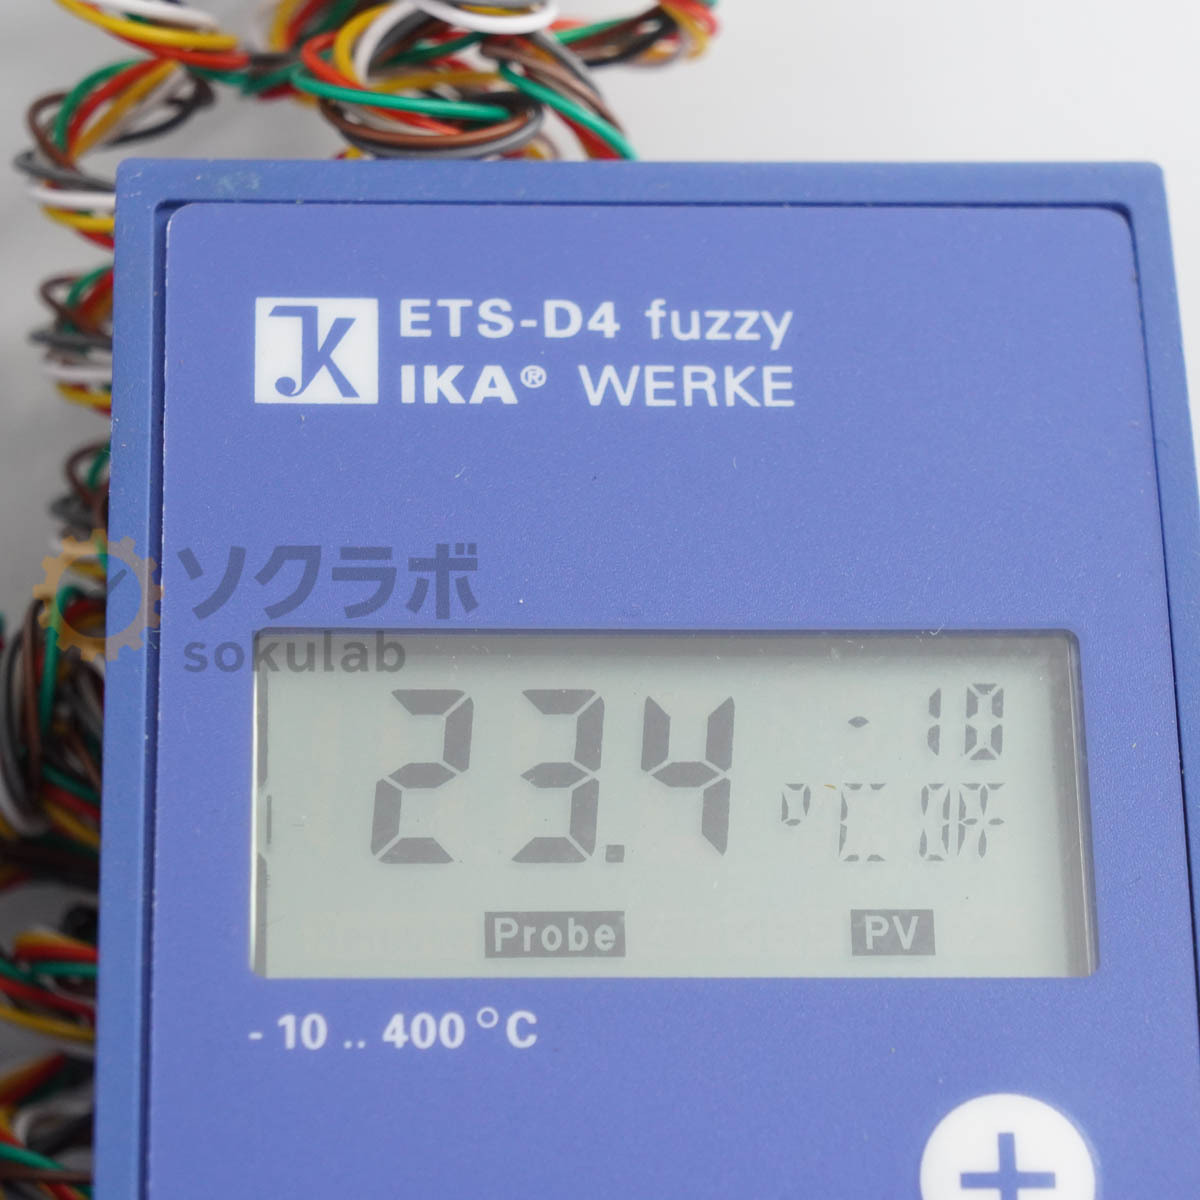 ETS-D4 fuzzy
IKA® WERKE
ソクラボ
sokulab
23.4
-10
°C OFF
Probe PV
-10 .. 400 °C
+